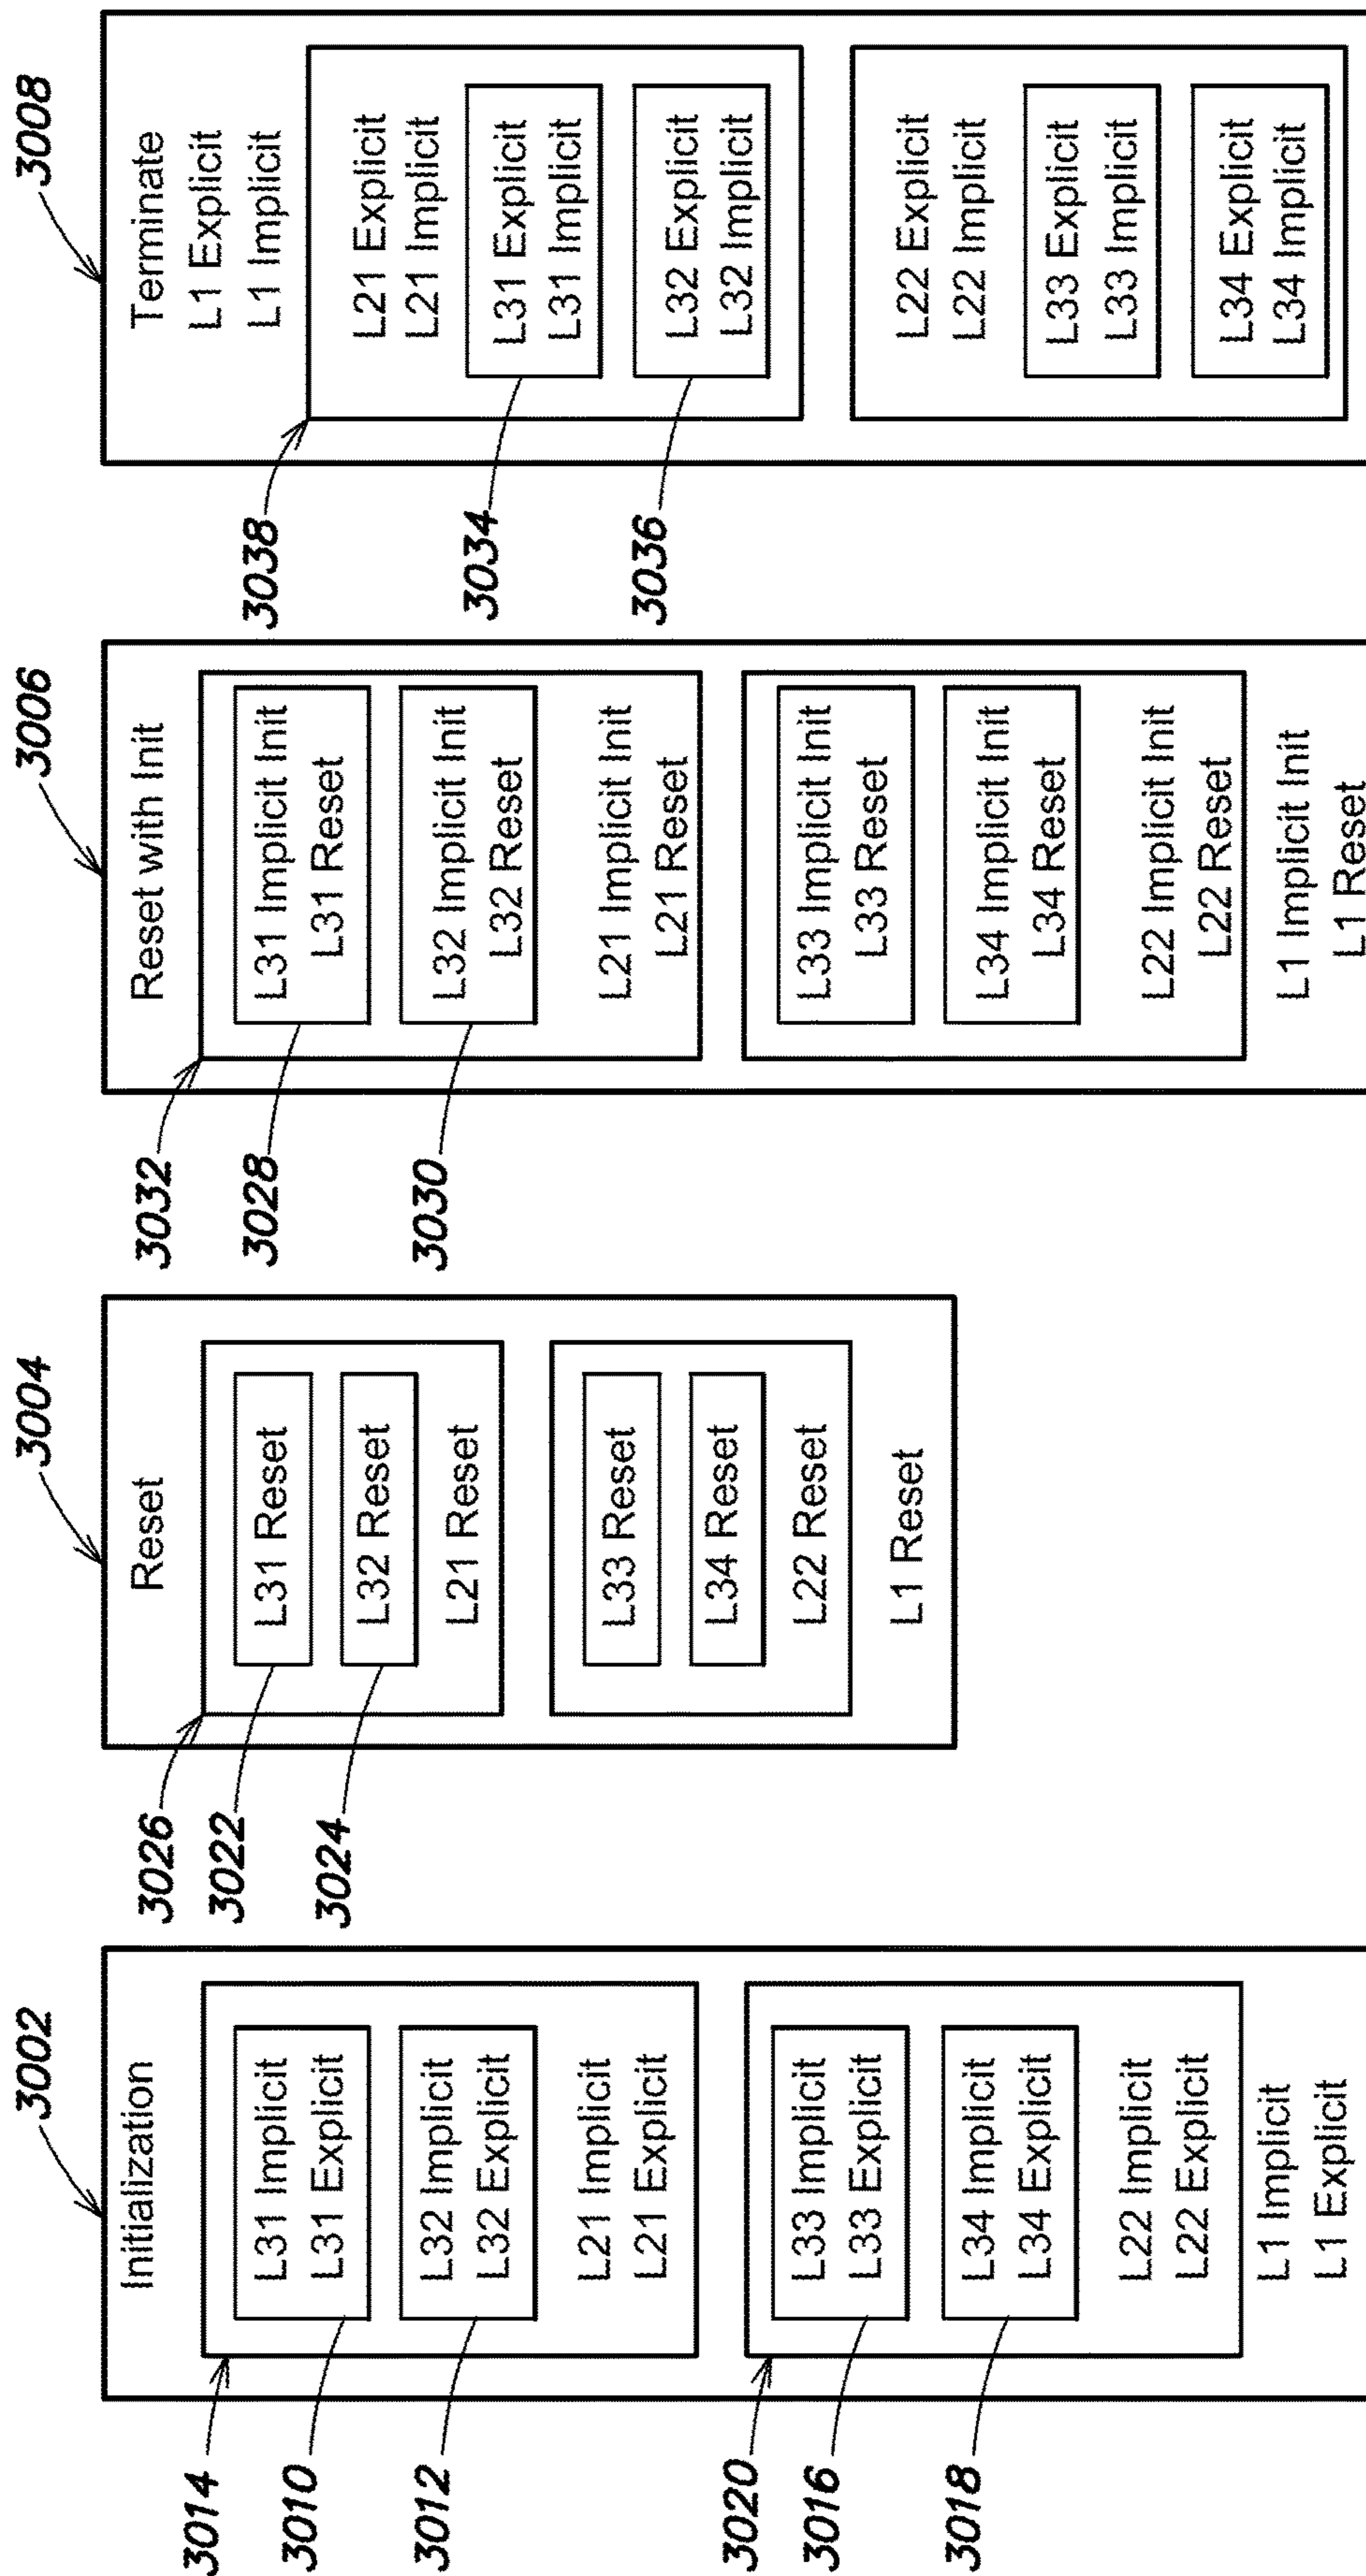 3002
Initialization
3014
3010
L31 Implicit
L31 Explicit
3012
L32 Implicit
L32 Explicit
L21 Implicit
L21 Explicit
3020
3016
L33 Implicit
L33 Explicit
3018
L34 Implicit
L34 Explicit
L22 Implicit
L22 Explicit
L1 Implicit
L1 Explicit
3004
Reset
3026
3022
L31 Reset
3024
L32 Reset
L21 Reset
L33 Reset
L34 Reset
L22 Reset
L1 Reset
3006
Reset with Init
3032
3028
L31 Implicit Init
L31 Reset
3030
L32 Implicit Init
L32 Reset
L21 Implicit Init
L21 Reset
L33 Implicit Init
L33 Reset
L34 Implicit Init
L34 Reset
L22 Implicit Init
L22 Reset
L1 Implicit Init
L1 Reset
3008
Terminate
L1 Explicit
L1 Implicit
3038
L21 Explicit
L21 Implicit
3034
L31 Explicit
L31 Implicit
3036
L32 Explicit
L32 Implicit
L22 Explicit
L22 Implicit
L33 Explicit
L33 Implicit
L34 Explicit
L34 Implicit